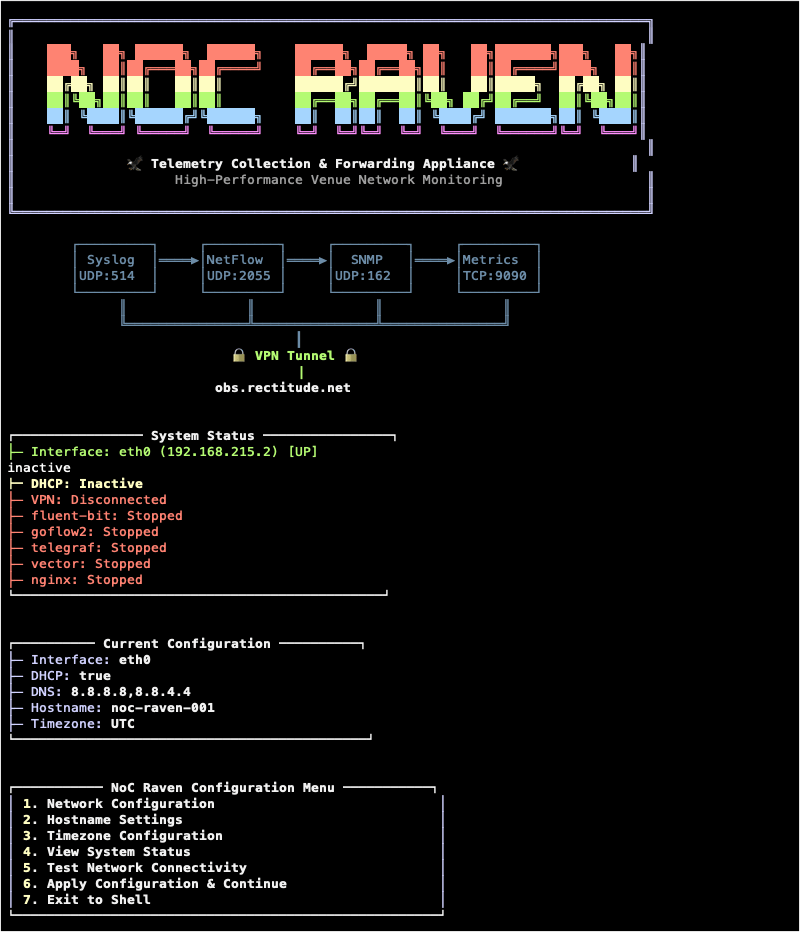 NOC RAVEN
Telemetry Collection & Forwarding Appliance
High-Performance Venue Network Monitoring
Syslog NetFlow SNMP Metrics
UDP:514 UDP:2055 UDP:162 TCP:9090
VPN Tunnel
obs.rectitude.net
System Status
Interface: eth0 (192.168.215.2) [UP]
inactive
DHCP: Inactive
VPN: Disconnected
fluent-bit: Stopped
goflow2: Stopped
telegraf: Stopped
vector: Stopped
nginx: Stopped
Current Configuration
Interface: eth0
DHCP: true
DNS: 8.8.8.8,8.8.4.4
Hostname: noc-raven-001
Timezone: UTC
NoC Raven Configuration Menu
1. Network Configuration
2. Hostname Settings
3. Timezone Configuration
4. View System Status
5. Test Network Connectivity
6. Apply Configuration & Continue
7. Exit to Shell